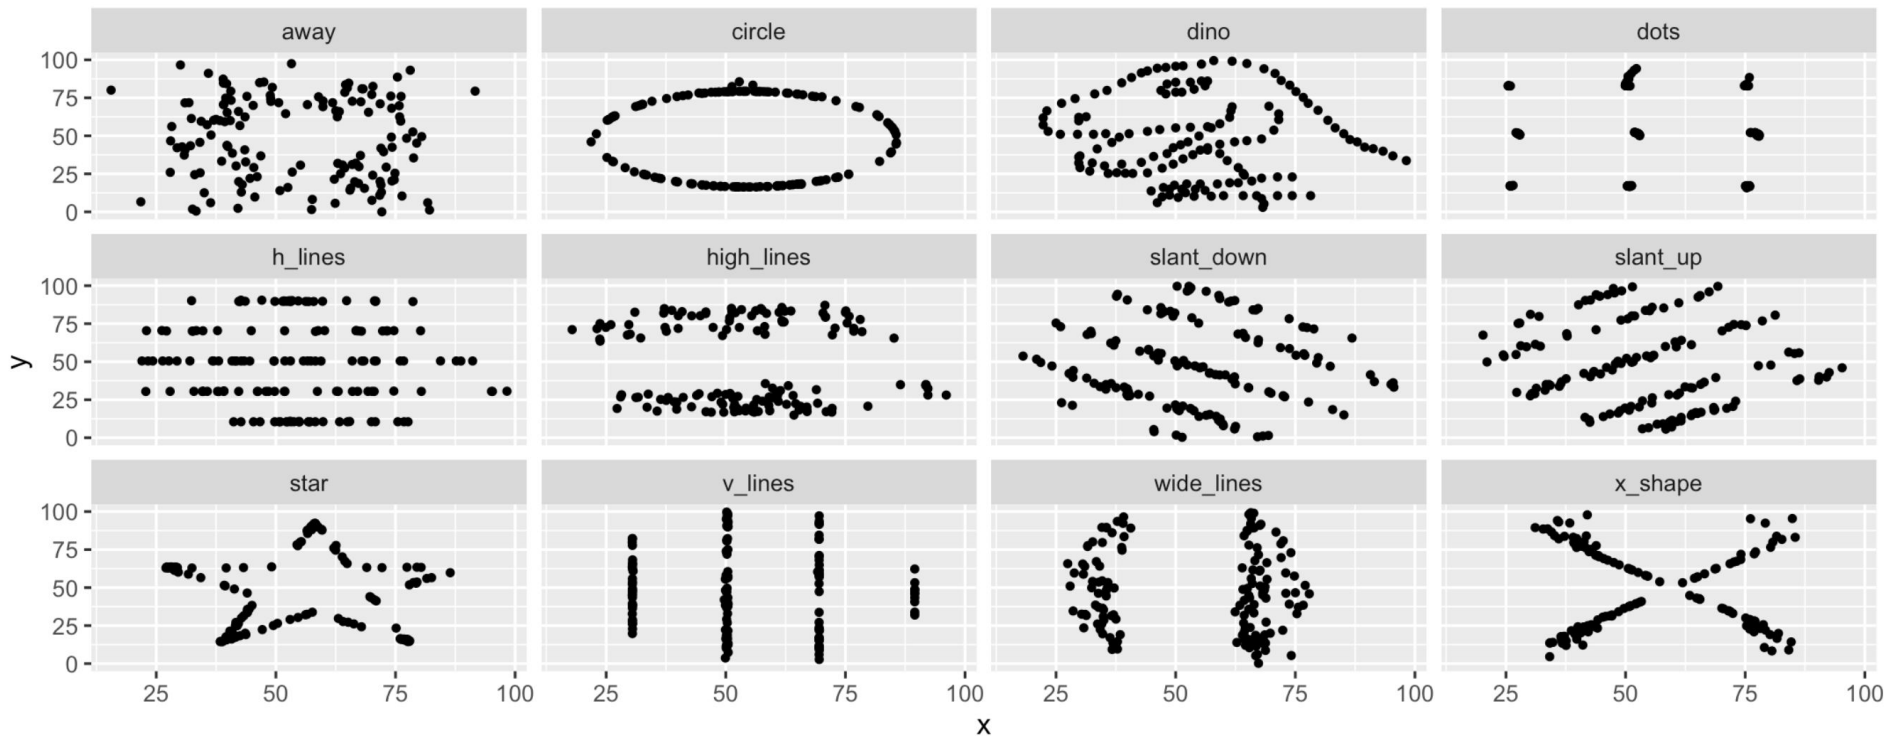 away circle dino dots
100
75
50
25
0
h_lines high_lines slant_down slant_up
100
75
50
25
0
y
star v_lines wide_lines x_shape
100
75
50
25
0
25 50 75 100 25 50 75 100 25 50 75 100 25 50 75 100
x